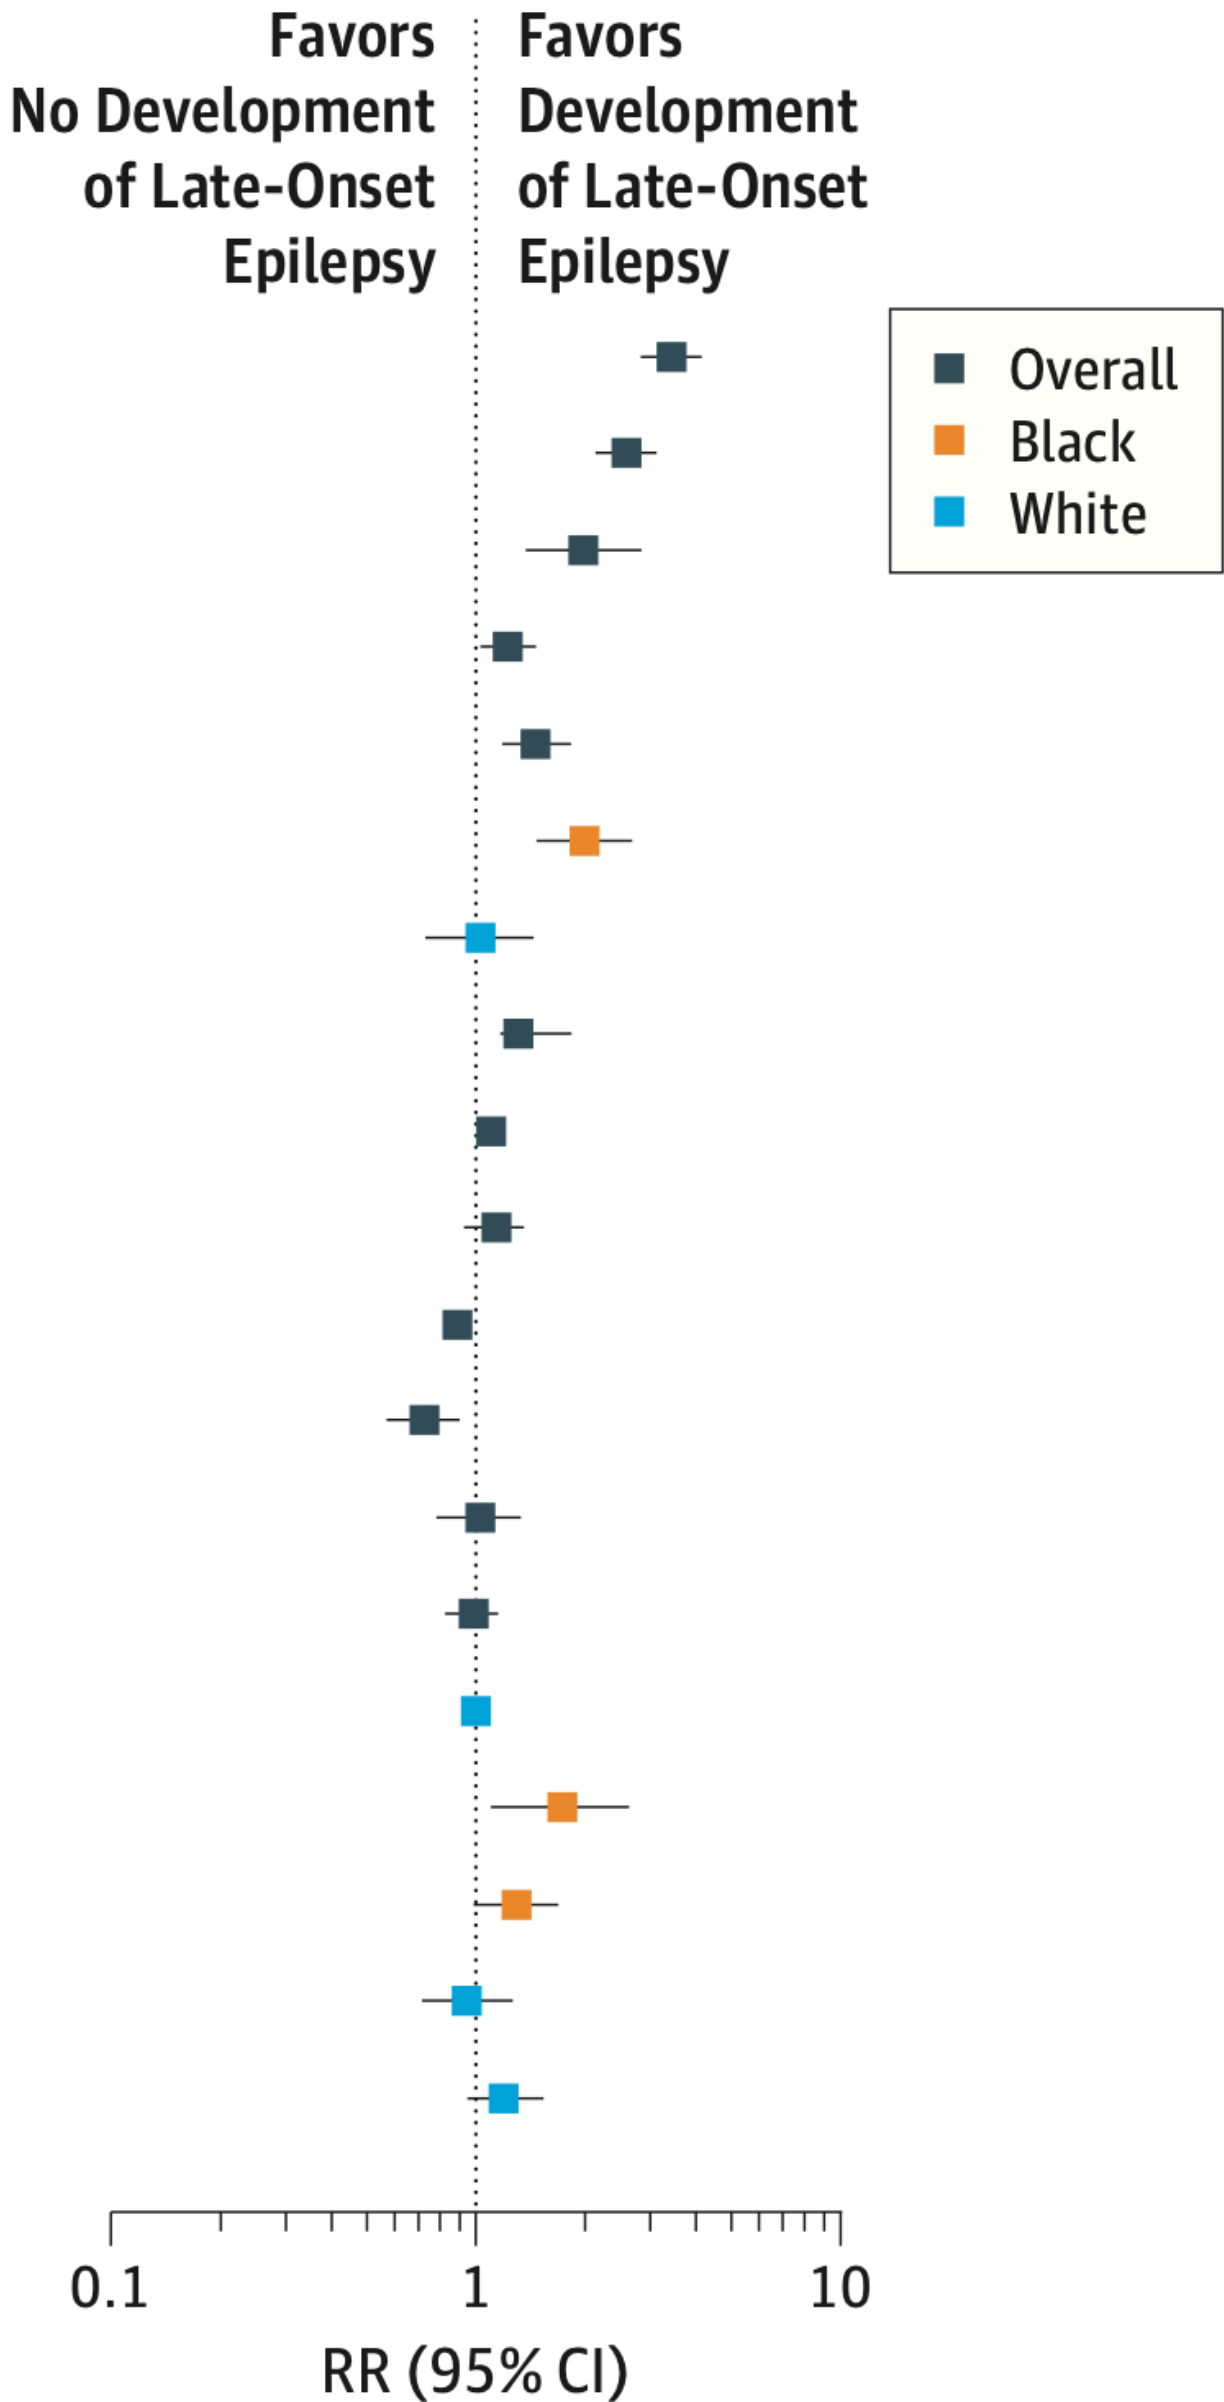 Favors
No Development
of Late-Onset
Epilepsy
Favors
Development
of Late-Onset
Epilepsy
Overall
Black
White
0.1
1
10
RR (95% CI)